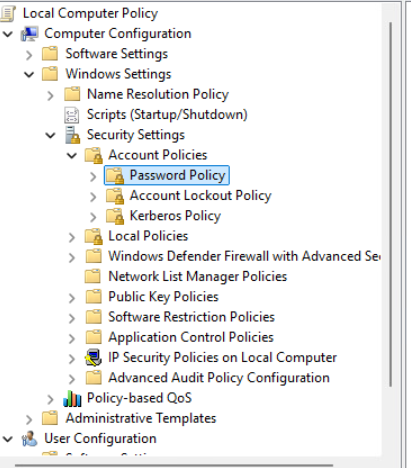 Local Computer Policy
Computer Configuration
Software Settings
Windows Settings
Name Resolution Policy
Scripts (Startup/Shutdown)
Security Settings
Account Policies
Password Policy
Account Lockout Policy
Kerberos Policy
Local Policies
Windows Defender Firewall with Advanced Se
Network List Manager Policies
Public Key Policies
Software Restriction Policies
Application Control Policies
IP Security Policies on Local Computer
Advanced Audit Policy Configuration
Policy-based QoS
Administrative Templates
User Configuration